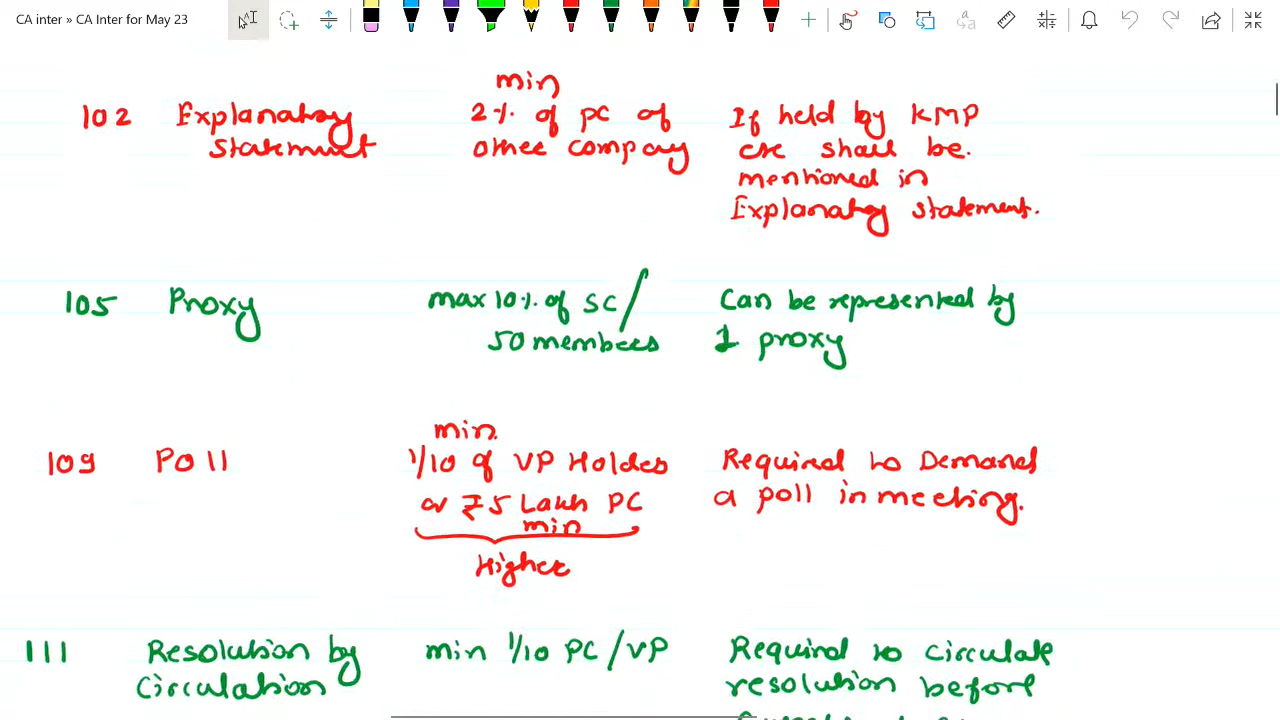 CA inter » CA Inter for May 23
min
102 Explanatory 2% of PC of If held by KMP
statement other company etc shall be.
mentioned in
Explanatory statement.
105 Proxy max 10% of SC/ Can be represented by
50 members 1 proxy
min.
109 Poll 1/10 of VP Holdes Required to Demand
or ₹5 Lakh PC a poll in meeting.
min
Higher
111 Resolution by min 1/10 PC/VP Required to circulate
Circulation resolution before